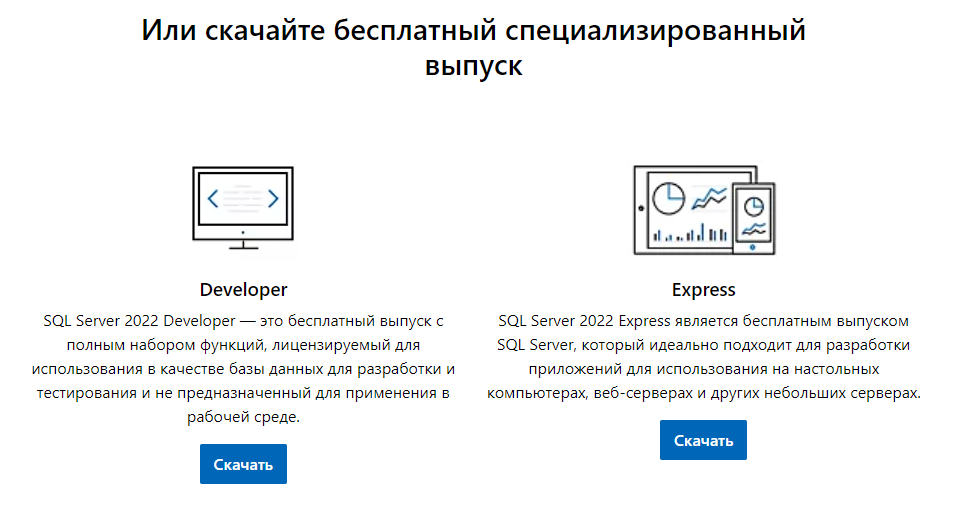 Или скачайте бесплатный специализированный
выпуск
Developer
SQL Server 2022 Developer — это бесплатный выпуск с
полным набором функций, лицензируемый для
использования в качестве базы данных для разработки и
тестирования и не предназначенный для применения в
рабочей среде.
Скачать
Express
SQL Server 2022 Express является бесплатным выпуском
SQL Server, который идеально подходит для разработки
приложений для использования на настольных
компьютерах, веб-серверах и других небольших серверах.
Скачать